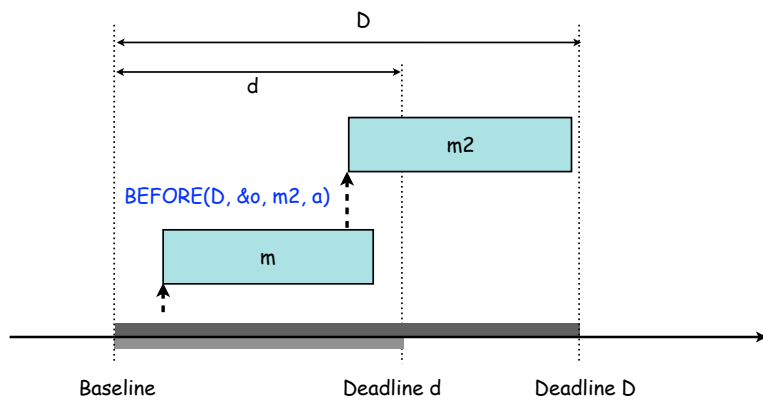 D
d
m2
BEFORE(D, &o, m2, a)
m
Baseline Deadline d Deadline D